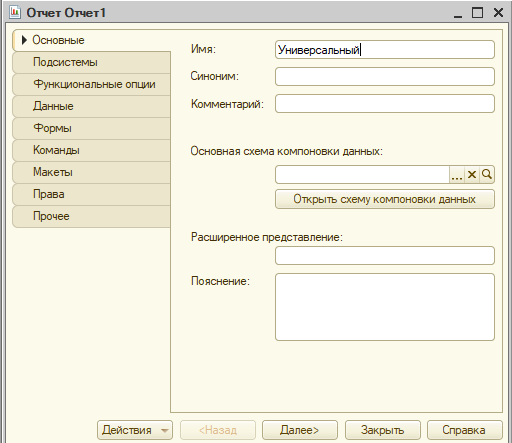 Отчет Отчет1
Основные
Подсистемы
Функциональные опции
Данные
Формы
Команды
Макеты
Права
Прочее
Имя: Универсальный
Синоним:
Комментарий:
Основная схема компоновки данных:
...
Открыть схему компоновки данных
Расширенное представление:
Пояснение:
Действия <Назад Далее> Закрыть Справка